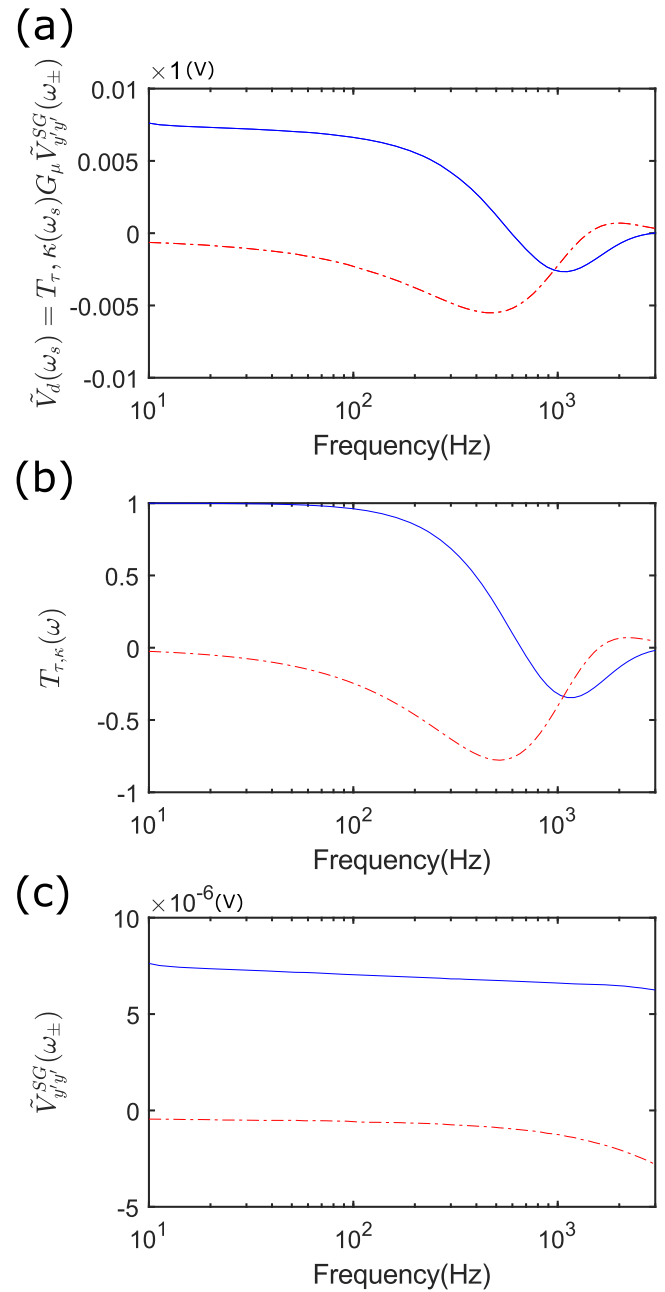 (a)
×1 (V)
Ṽ_d(ω_s) = T_τ, κ(ω_s)G_μ Ṽ^{SG}_{y'y'}(ω_±)
0.01
0.005
0
-0.005
-0.01
10^1
10^2
10^3
Frequency(Hz)
(b)
T_{τ,κ}(ω)
1
0.5
0
-0.5
-1
10^1
10^2
10^3
Frequency(Hz)
(c)
×10^-6 (V)
Ṽ^{SG}_{y'y'}(ω_±)
10
5
0
-5
10^1
10^2
10^3
Frequency(Hz)